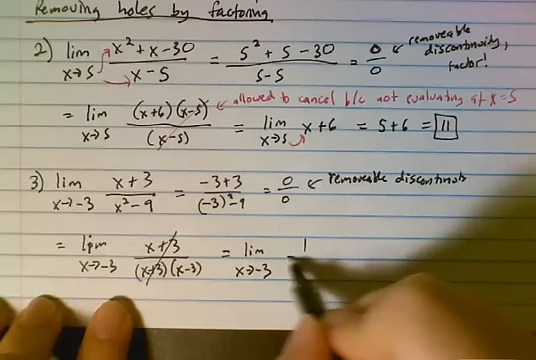 Removing holes by factoring
2) lim x→5 x²+x-30 / x-5 = 5²+5-30 / 5-5 = 0/0 ← removeable discontinuity, factor!
= lim x→5 (x+6)(x-5) / (x-5) ← allowed to cancel b/c not evaluating at x=5
= lim x→5 x+6 = 5+6 = 11
3) lim x→-3 x+3 / x²-9 = -3+3 / (-3)²-9 = 0/0 ← removeable discontinuity
= lim x→-3 x+3 / (x+3)(x-3) = lim x→-3 1